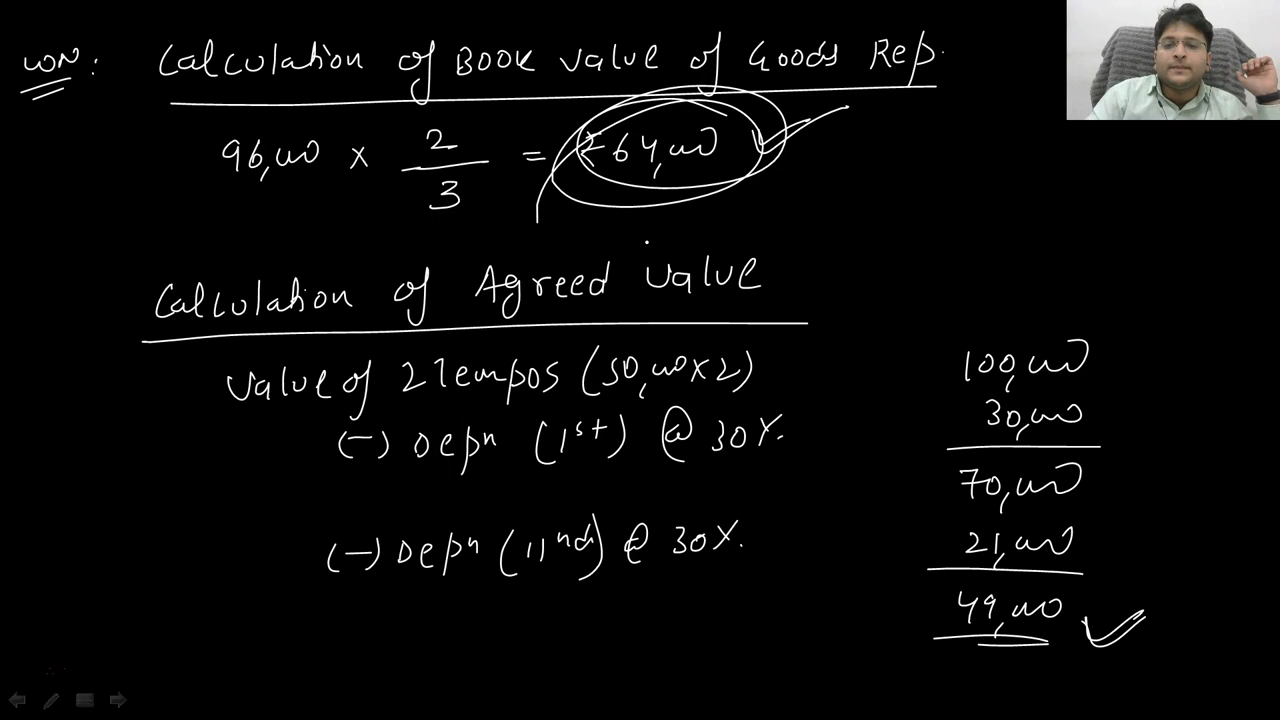 WN: Calculation of Book value of Goods Rep.
96,000 x 2/3 = ₹64,000
Calculation of Agreed value
Value of 2 Tempos (50,000x2) 100,000
(-) Depn (1st) @ 30% 30,000
70,000
(-) Depn (IInd) @ 30% 21,000
49,000